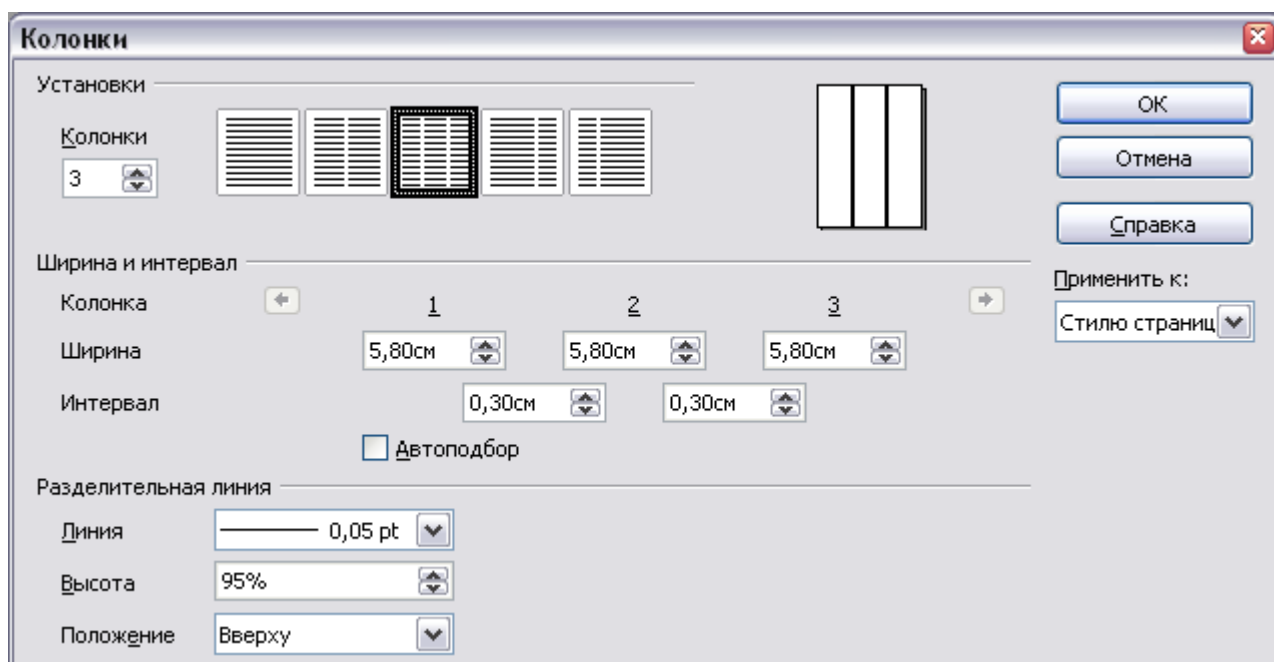 Колонки
Установки
Колонки
3
ОК
Отмена
Справка
Применить к:
Стилю страниц
Ширина и интервал
Колонка 1 2 3
Ширина 5,80см 5,80см 5,80см
Интервал 0,30см 0,30см
Автоподбор
Разделительная линия
Линия 0,05 pt
Высота 95%
Положение Вверху